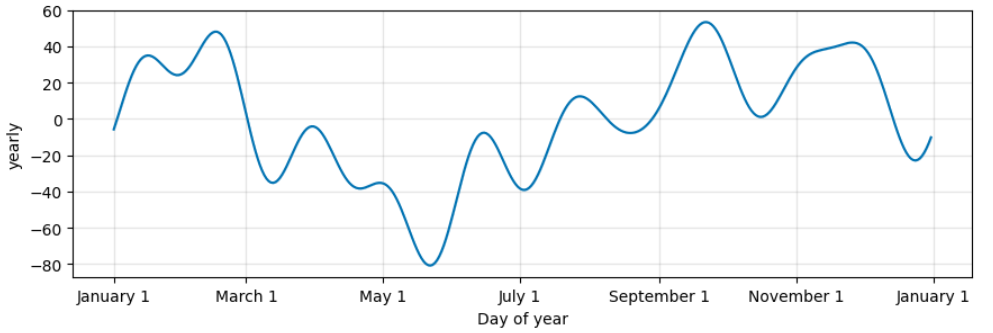 60
40
20
0
−20
−40
−60
−80
yearly
January 1 March 1 May 1 July 1 September 1 November 1 January 1
Day of year